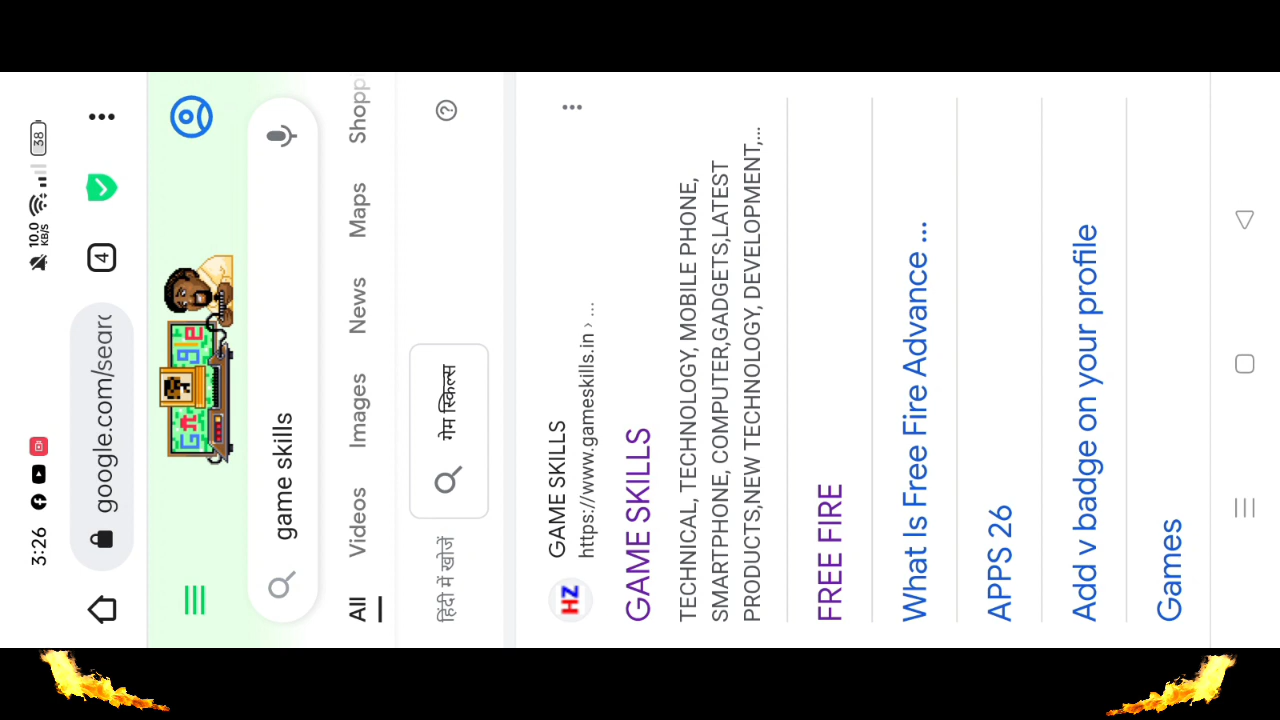 3:26
10.0
KB/S
38
google.com/searc
4
G
gle
game skills
All Videos Images News Maps Shopp
हिंदी में खोजें गेम स्किल्स
GAME SKILLS
https://www.gameskills.in › ...
HZ
GAME SKILLS
TECHNICAL, TECHNOLOGY, MOBILE PHONE,
SMARTPHONE, COMPUTER,GADGETS,LATEST
PRODUCTS,NEW TECHNOLOGY, DEVELOPMENT,...
FREE FIRE
What Is Free Fire Advance ...
APPS 26
Add v badge on your profile
Games